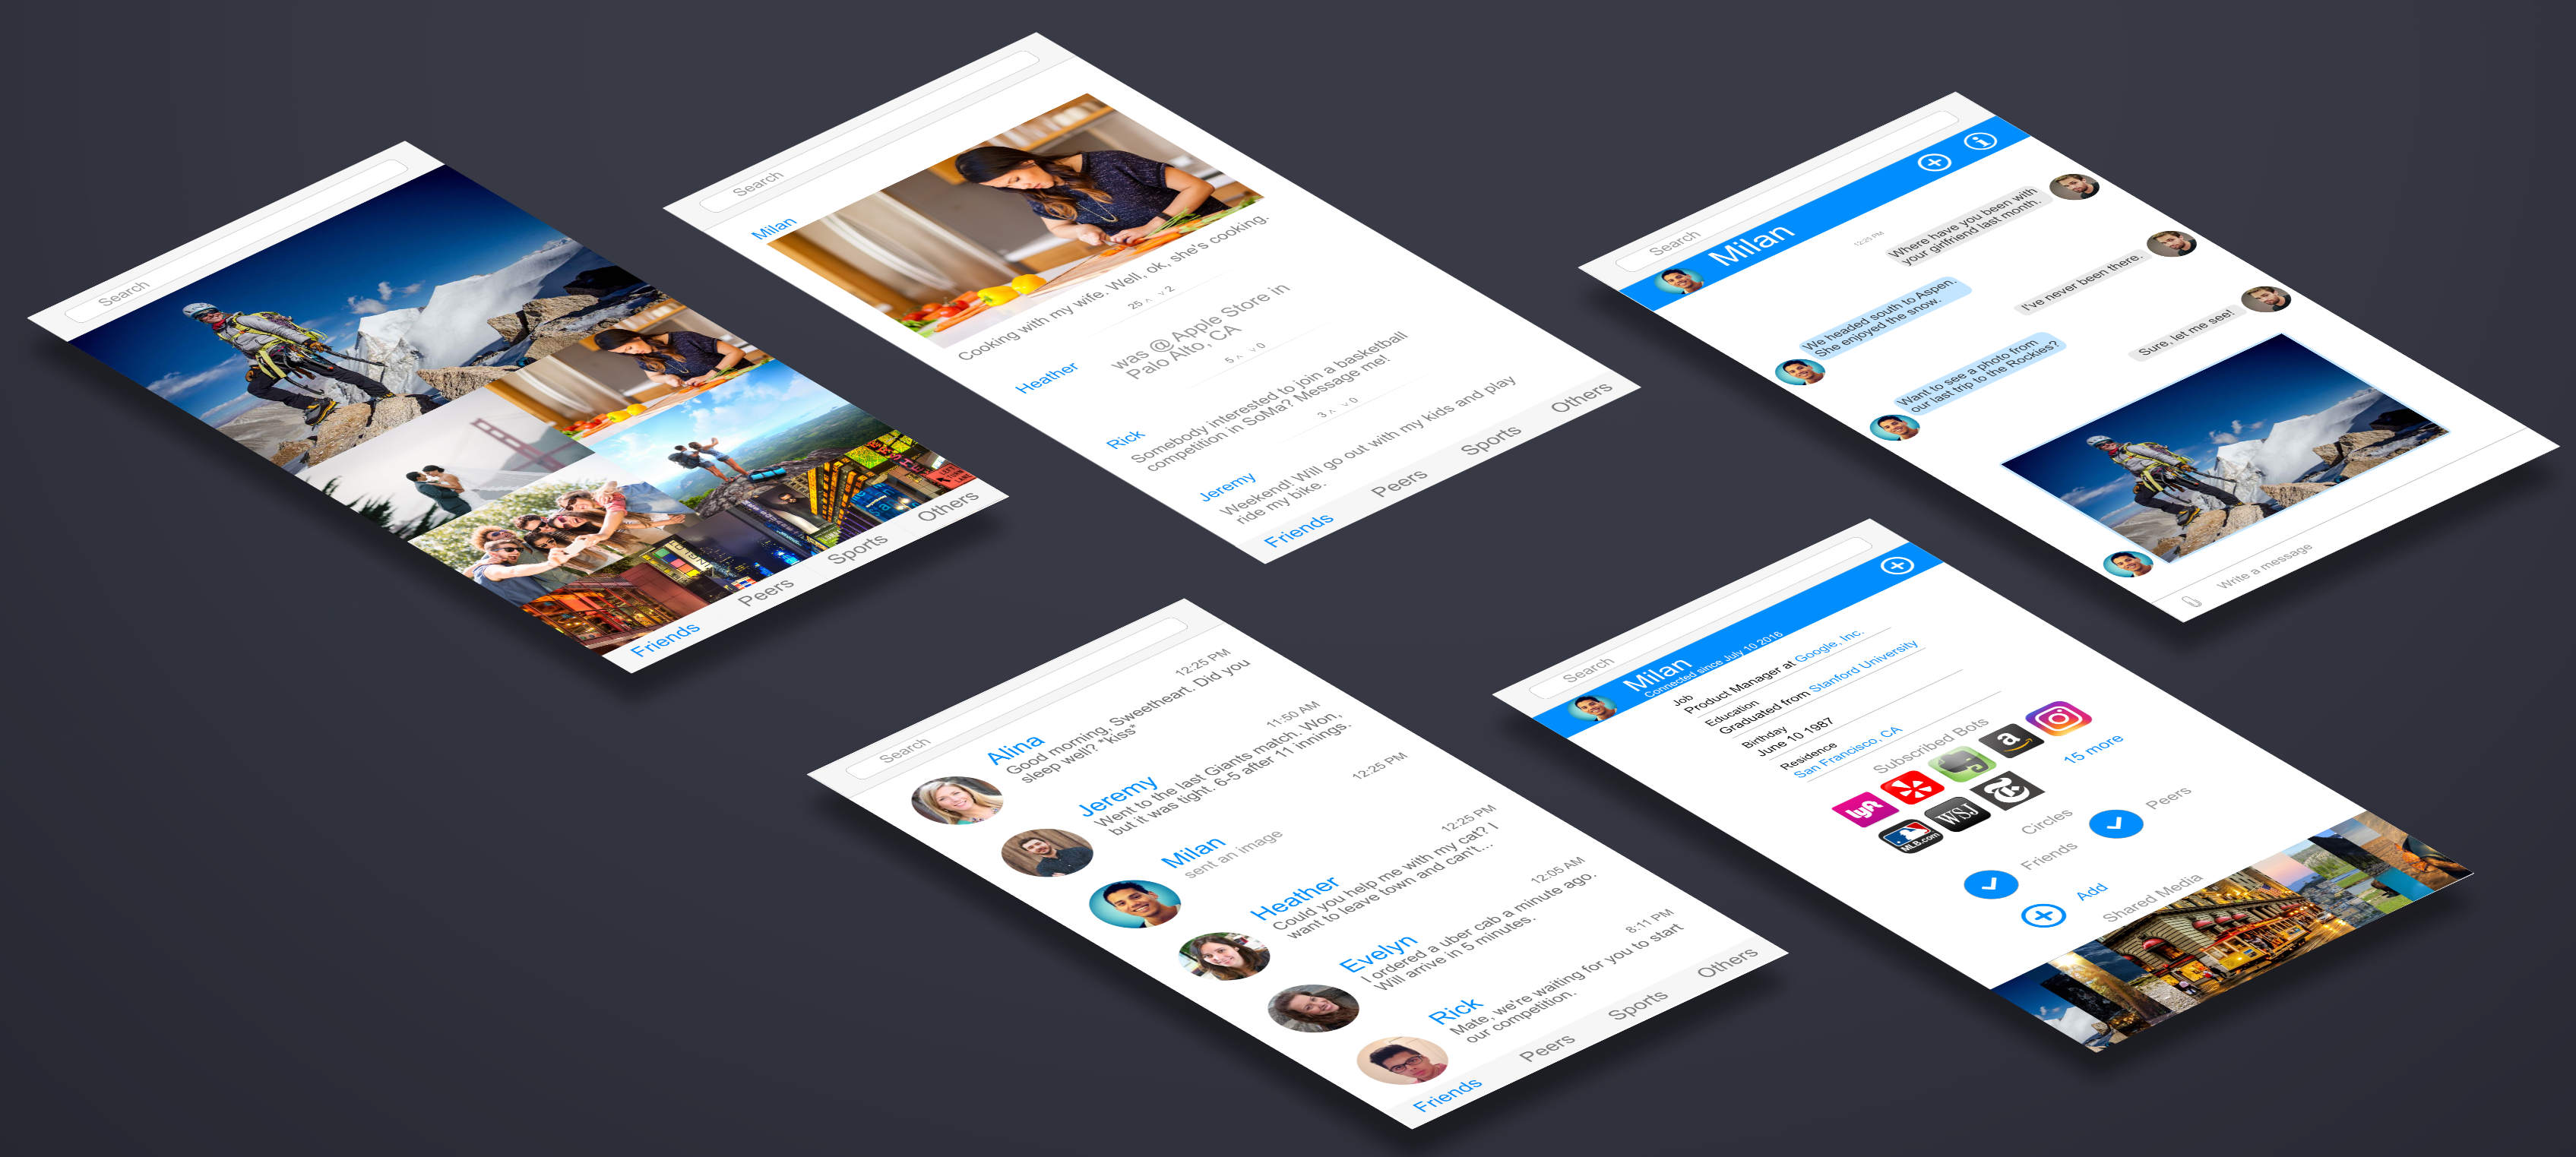 Search
Friends
Peers
Sports
Others
Search
Milan
Cooking with my wife. Well, ok, she's cooking.
25 2
Heather
was @ Apple Store in
Palo Alto, CA
5 0
Rick
Somebody interested to join a basketball
competition in SoMa? Message me!
3 0
Jeremy
Weekend! Will go out with my kids and play
ride my bike.
Friends
Peers
Sports
Others
Search
Milan
12:25 PM
Where have you been with
your girlfriend last month.
We headed south to Aspen.
She enjoyed the snow.
I've never been there.
Want to see a photo from
our last trip to the Rockies?
Sure, let me see!
Write a message
Search
Alina
12:25 PM
Good morning, Sweetheart. Did you
sleep well? *kiss*
Jeremy
11:50 AM
Went to the last Giants match. Won,
but it was tight. 6-5 after 11 innings.
Milan
12:25 PM
sent an image
Heather
12:25 PM
Could you help me with my cat? I
want to leave town and can't...
Evelyn
12:05 AM
I ordered a uber cab a minute ago.
Will arrive in 5 minutes.
Rick
8:11 PM
Mate, we're waiting for you to start
our competition.
Friends
Peers
Sports
Others
Search
Milan
Connected since July 10 2016
Job
Product Manager at Google, Inc.
Education
Graduated from Stanford University
Birthday
June 10 1987
Residence
San Francisco, CA
Subscribed Bots
lyft
a
MLB.com
WSJ
T
15 more
Circles
Friends
Peers
Add
Shared Media